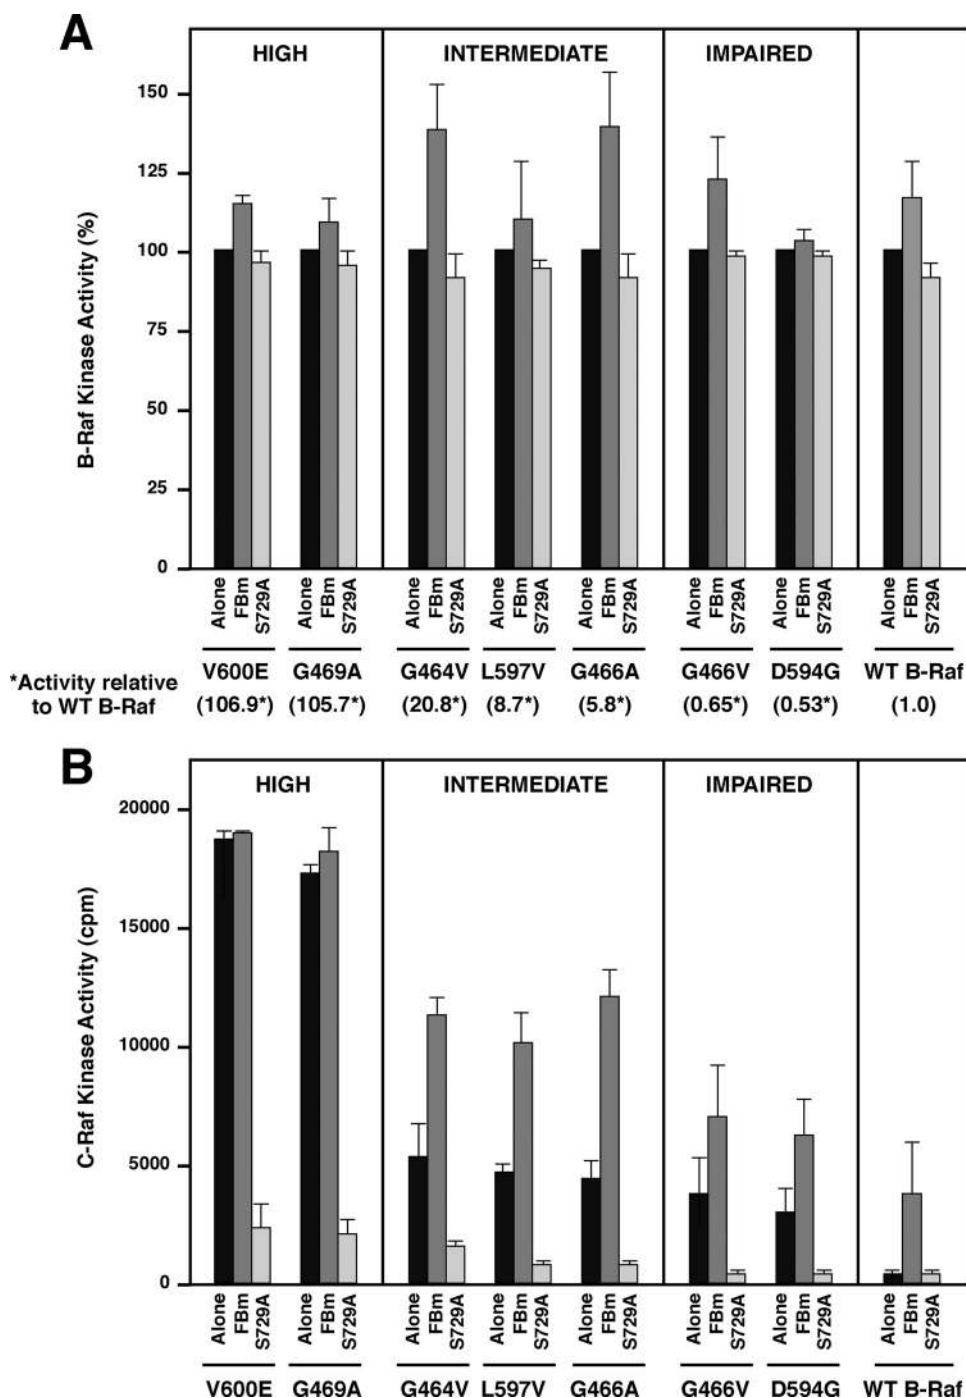 A
HIGH INTERMEDIATE IMPAIRED
B-Raf Kinase Activity (%)
150
125
100
75
50
25
0
Alone FBm S729A Alone FBm S729A Alone FBm S729A Alone FBm S729A Alone FBm S729A Alone FBm S729A Alone FBm S729A Alone FBm S729A
V600E G469A G464V L597V G466A G466V D594G WT B-Raf
*Activity relative
to WT B-Raf
(106.9*) (105.7*) (20.8*) (8.7*) (5.8*) (0.65*) (0.53*) (1.0)
B
HIGH INTERMEDIATE IMPAIRED
C-Raf Kinase Activity (cpm)
20000
15000
10000
5000
0
Alone FBm S729A Alone FBm S729A Alone FBm S729A Alone FBm S729A Alone FBm S729A Alone FBm S729A Alone FBm S729A Alone FBm S729A
V600E G469A G464V L597V G466A G466V D594G WT B-Raf